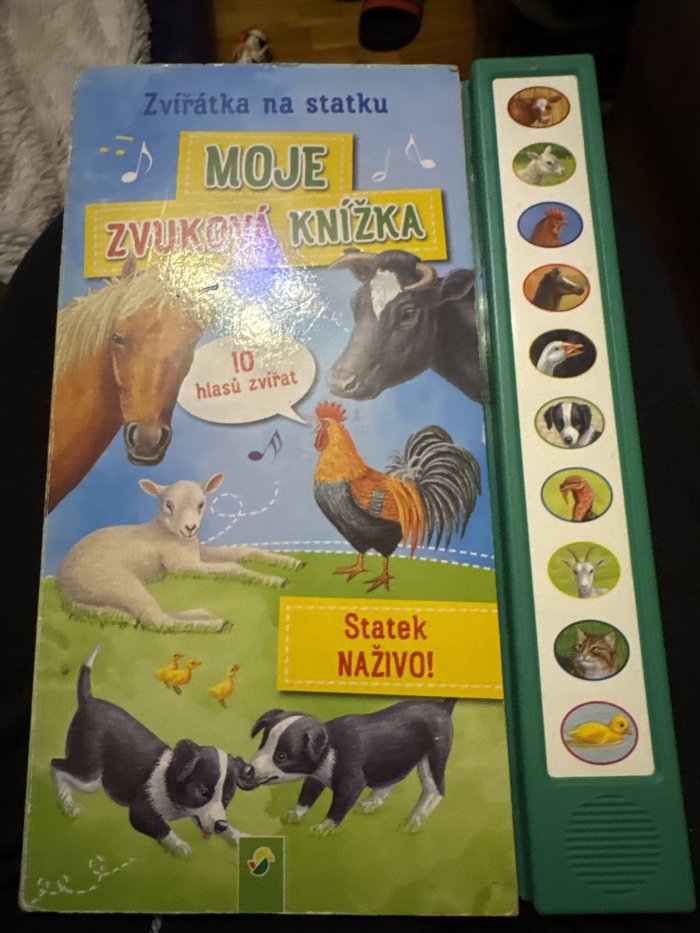 Zvířátka na statku
MOJE
ZVUKOVÁ KNÍŽKA
10
hlasů zvířat
Statek
NAŽIVO!